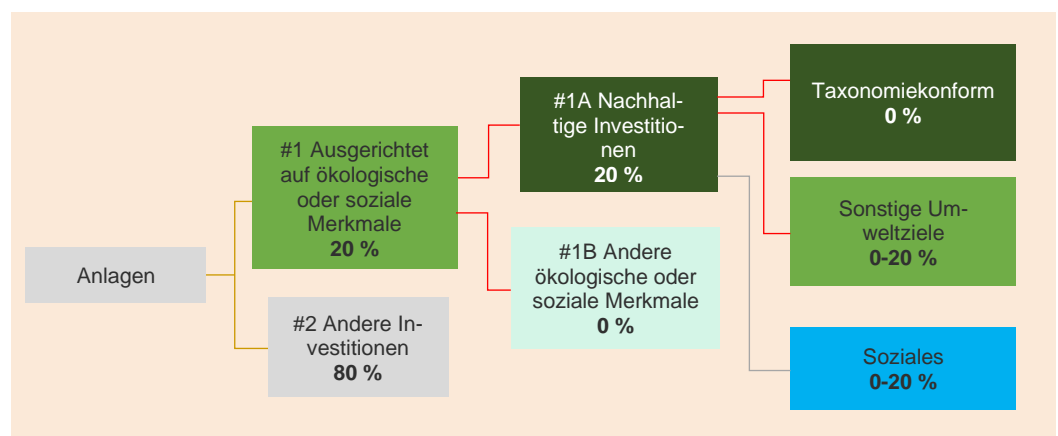 Anlagen
#1 Ausgerichtet
auf ökologische
oder soziale
Merkmale
20 %
#2 Andere In-
vestitionen
80 %
#1A Nachhal-
tige Investitio-
nen
20 %
#1B Andere
ökologische oder
soziale Merkmale
0 %
Taxonomiekonform
0 %
Sonstige Um-
weltziele
0-20 %
Soziales
0-20 %